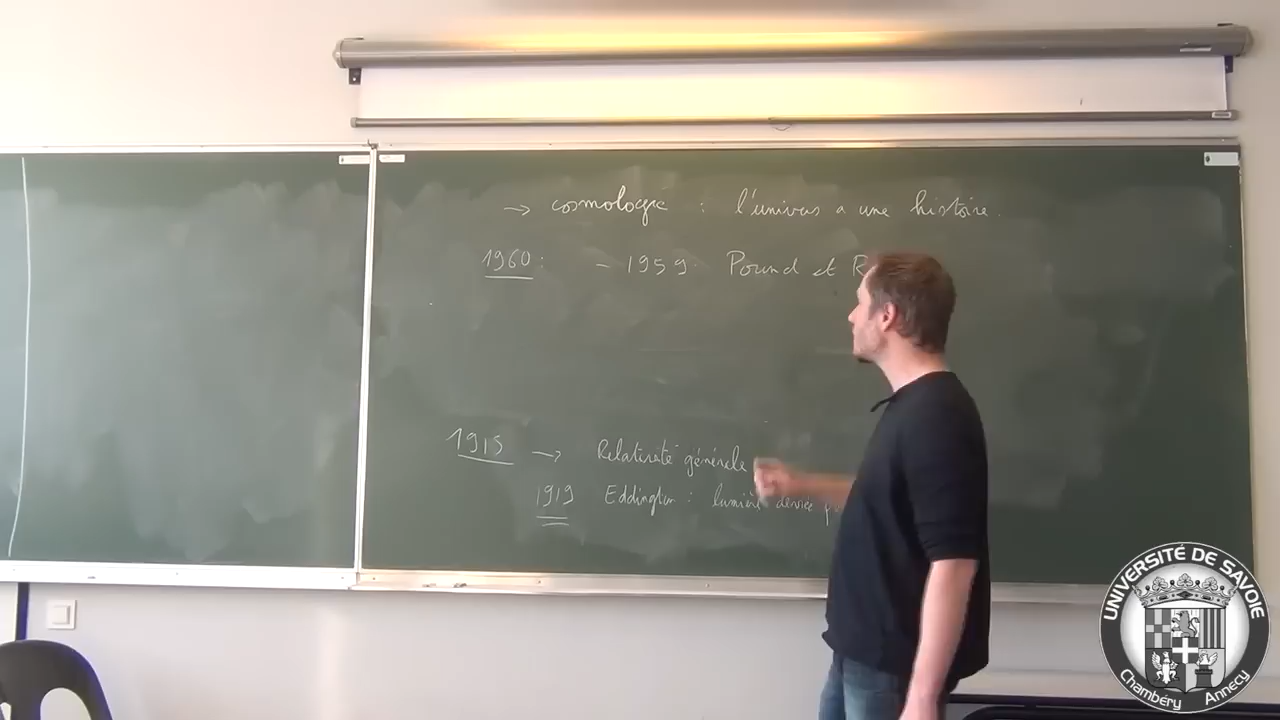 → cosmologie : l'univers a une histoire.
1960 : - 1959. Pound et R
1915 → Relativité générale
1919 Eddington : lumière déviée
UNIVERSITÉ DE SAVOIE
Chambéry Annecy